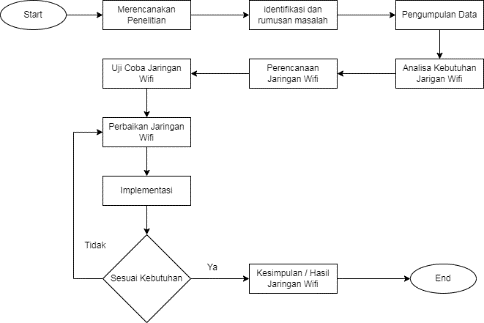 Start
Merencanakan
Penelitian
identifikasi dan
rumusan masalah
Pengumpulan Data
Uji Coba Jaringan
Wifi
Perencanaan
Jaringan Wifi
Analisa Kebutuhan
Jarigan Wifi
Perbaikan Jaringan
Wifi
Implementasi
Tidak
Sesuai Kebutuhan
Ya
Kesimpulan / Hasil
Jaringan Wifi
End